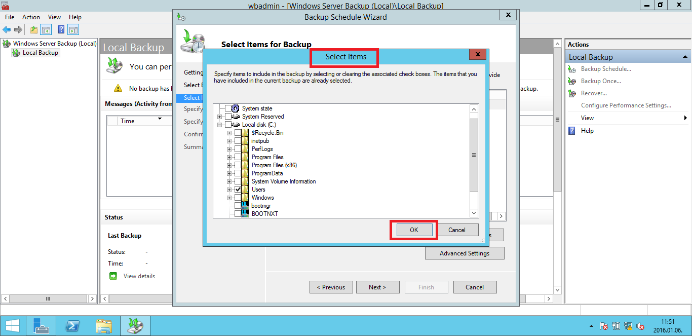 wbadmin - [Windows Server Backup (Local)\Local Backup]
File Action View Help
Windows Server Backup (Local)
Local Backup
Local Backup
You can per
No backup has
Messages (Activity from
Time
Status
Last Backup
Status: -
Time: -
View details
Backup Schedule Wizard
Select Items for Backup
Getting
Select
Select
Specify
Specify
Confirm
Summa
vide
Select Items
Specify items to include in the backup by selecting or clearing the associated check boxes. The items that you
have included in the current backup are already selected.
System state
System Reserved
Local disk (C:)
$Recycle.Bin
inetpub
PerfLogs
Program Files
Program Files (x86)
ProgramData
System Volume Information
Users
Windows
bootmgr
BOOTNXT
OK
Cancel
Advanced Settings
< Previous
Next >
Finish
Cancel
Actions
Local Backup
Backup Schedule...
Backup Once...
Recover...
Configure Performance Settings...
View
Help
11:51
2016.01.06.